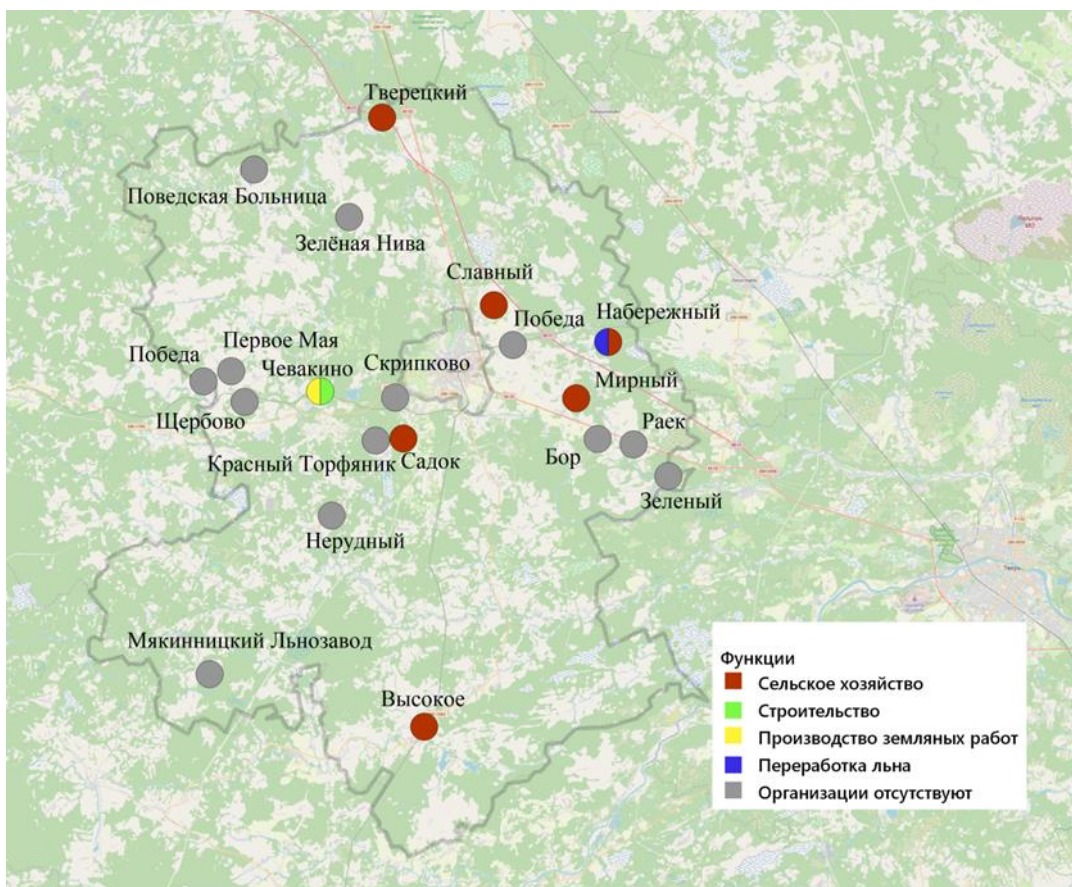 Тверецкий
Поведская Больница
Зелёная Нива
Славный
Победа
Набережный
Первое Мая
Победа
Чевакино
Скрипково
Мирный
Щербово
Раек
Красный Торфяник
Садок
Бор
Зеленый
Нерудный
Тверь
Мякинницкий Льнозавод
Высокое
Функции
Сельское хозяйство
Строительство
Производство земляных работ
Переработка льна
Организации отсутствуют